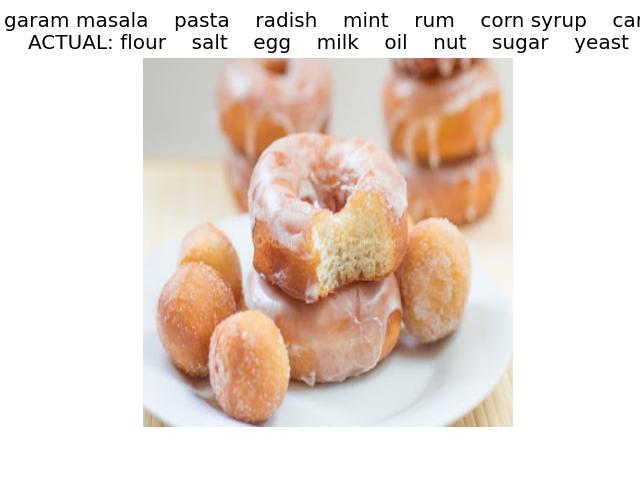 garam masala pasta radish mint rum corn syrup
ACTUAL: flour salt egg milk oil nut sugar yeast